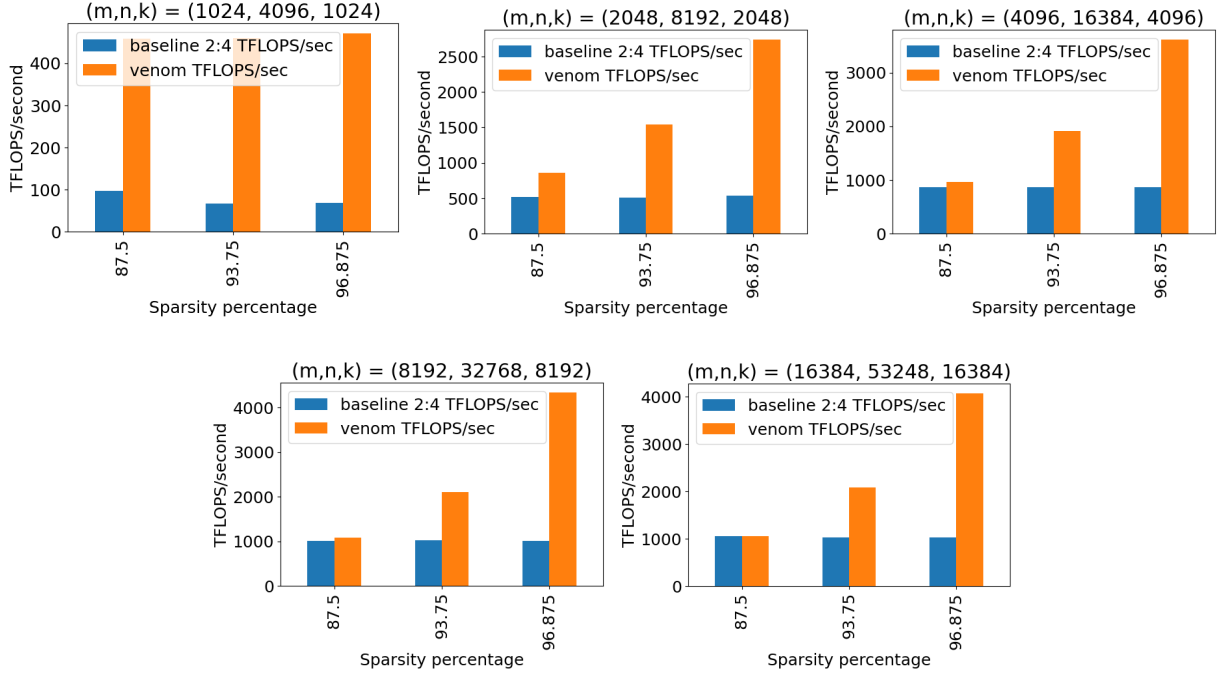 (m,n,k) = (1024, 4096, 1024)
baseline 2:4 TFLOPS/sec
venom TFLOPS/sec
TFLOPS/second
400
300
200
100
0
87.5
93.75
96.875
Sparsity percentage
(m,n,k) = (2048, 8192, 2048)
baseline 2:4 TFLOPS/sec
venom TFLOPS/sec
TFLOPS/second
2500
2000
1500
1000
500
0
87.5
93.75
96.875
Sparsity percentage
(m,n,k) = (4096, 16384, 4096)
baseline 2:4 TFLOPS/sec
venom TFLOPS/sec
TFLOPS/second
3000
2000
1000
0
87.5
93.75
96.875
Sparsity percentage
(m,n,k) = (8192, 32768, 8192)
baseline 2:4 TFLOPS/sec
venom TFLOPS/sec
TFLOPS/second
4000
3000
2000
1000
0
87.5
93.75
96.875
Sparsity percentage
(m,n,k) = (16384, 53248, 16384)
baseline 2:4 TFLOPS/sec
venom TFLOPS/sec
TFLOPS/second
4000
3000
2000
1000
0
87.5
93.75
96.875
Sparsity percentage